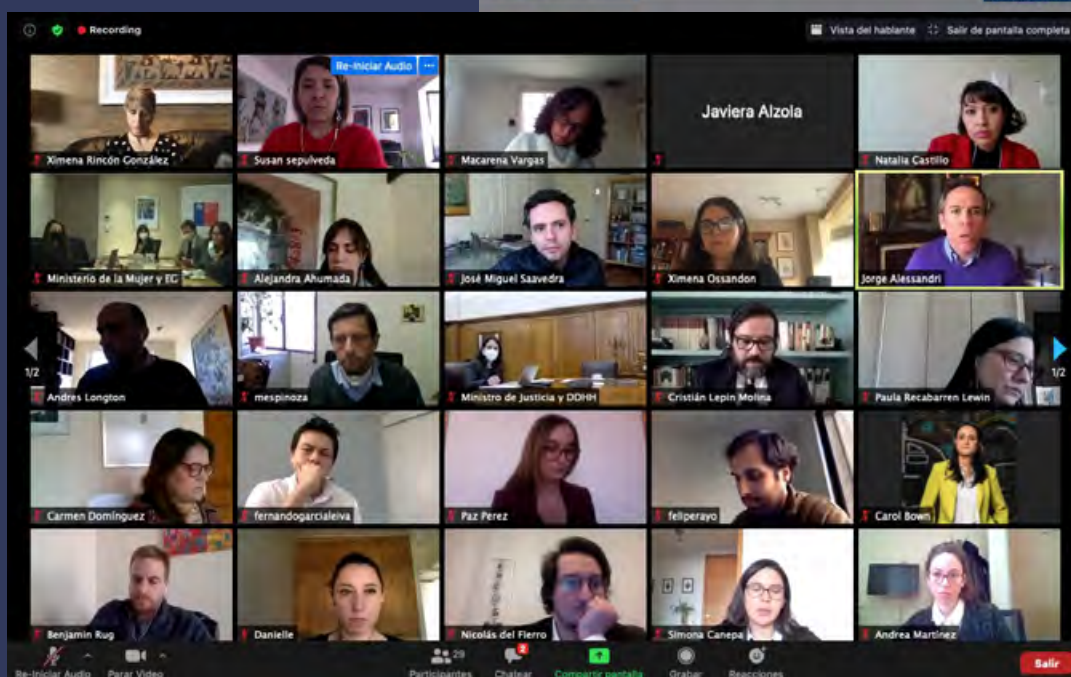 Recording
Vista del hablante
Salir de pantalla completa
Re-Iniciar Audio
Ximena Rincón González
Susan sepulveda
Macarena Vargas
Javiera Alzola
Natalia Castillo
Ministerio de la Mujer y EG
Alejandra Ahumada
José Miguel Saavedra
Ximena Ossandon
Jorge Alessandri
1/2
Andres Longton
mespinoza
Ministro de Justicia y DDHH
Cristián Lepin Molina
Paula Recabarren Lewin
1/2
Carmen Domínguez
fernandogarcialeiva
Paz Perez
feliperayo
Carol Bown
Benjamin Rug
Danielle
Nicolás del Fierro
Simona Canepa
Andrea Martínez
29
2
Re-Iniciar Audio
Parar Video
Participantes
Chatear
Compartir pantalla
Grabar
Reacciones
Salir